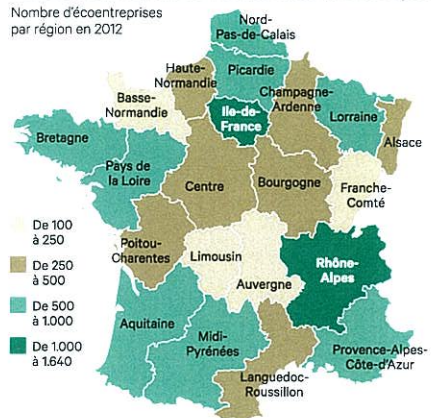 Nombre d'écoentreprises
par région en 2012
Nord-
Pas-de-Calais
Haute-
Normandie
Picardie
Basse-
Normandie
Ile-de-
France
Champagne-
Ardenne
Lorraine
Alsace
Bretagne
Pays de
la Loire
Centre
Bourgogne
Franche-
Comté
De 100
à 250
De 250
à 500
De 500
à 1.000
De 1.000
à 1.640
Poitou-
Charentes
Limousin
Auvergne
Rhône-
Alpes
Aquitaine
Midi-
Pyrénées
Languedoc-
Roussillon
Provence-Alpes-
Côte-d'Azur